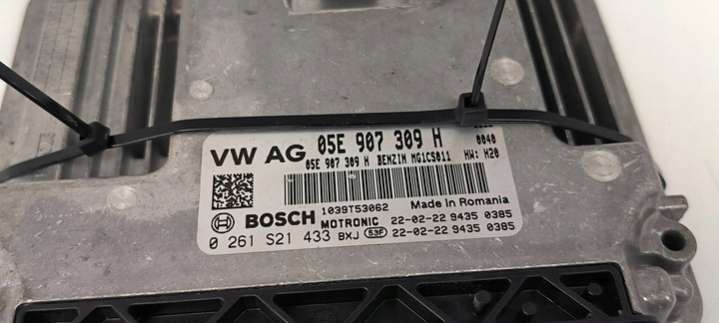 VW AG 05E 907 309 H
05E 907 309 H BENZIN MG1CS011 HW: H20
0040
1039T53062 Made in Romania
BOSCH MOTRONIC 22-02-22 9435 0385
0 261 S21 433 BXJ 53F 22-02-22 9435 0385